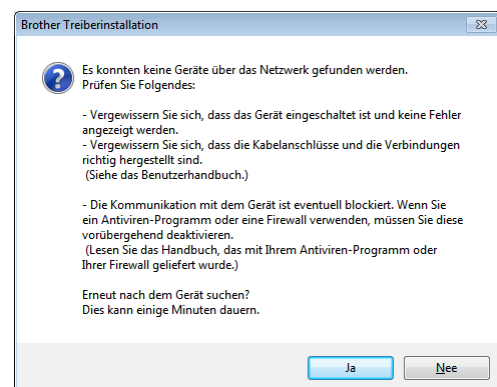 Brother Treiberinstallation
Es konnten keine Geräte über das Netzwerk gefunden werden.
Prüfen Sie Folgendes:
- Vergewissern Sie sich, dass das Gerät eingeschaltet ist und keine Fehler
angezeigt werden.
- Vergewissern Sie sich, dass die Kabelanschlüsse und die Verbindungen
richtig hergestellt sind.
(Siehe das Benutzerhandbuch.)
- Die Kommunikation mit dem Gerät ist eventuell blockiert. Wenn Sie
ein Antiviren-Programm oder eine Firewall verwenden, müssen Sie diese
vorübergehend deaktivieren.
(Lesen Sie das Handbuch, das mit Ihrem Antiviren-Programm oder
Ihrer Firewall geliefert wurde.)
Erneut nach dem Gerät suchen?
Dies kann einige Minuten dauern.
Ja Nee